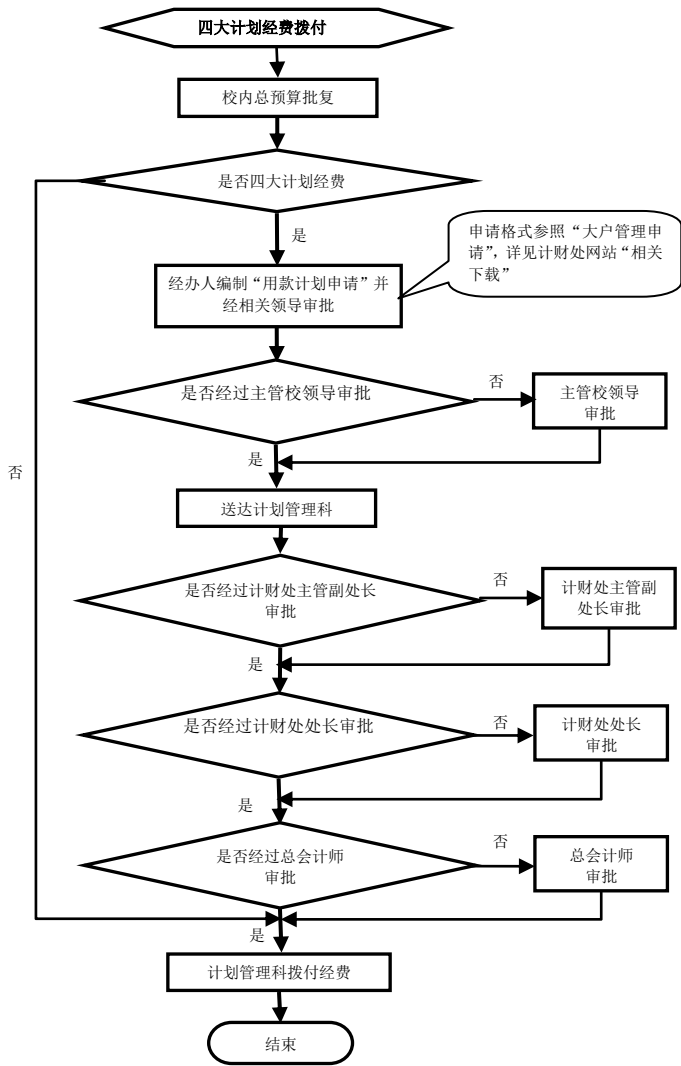 四大计划经费拨付
校内总预算批复
是否四大计划经费
是
申请格式参照“大户管理申
请”，详见计财处网站“相关
下载”
经办人编制“用款计划申请”并
经相关领导审批
是否经过主管校领导审批
否
主管校领导
审批
是
否
送达计划管理科
是否经过计财处主管副处长
审批
否
计财处主管副
处长审批
是
是否经过计财处处长审批
否
计财处处长
审批
是
是否经过总会计师
审批
否
总会计师
审批
是
计划管理科拨付经费
结束